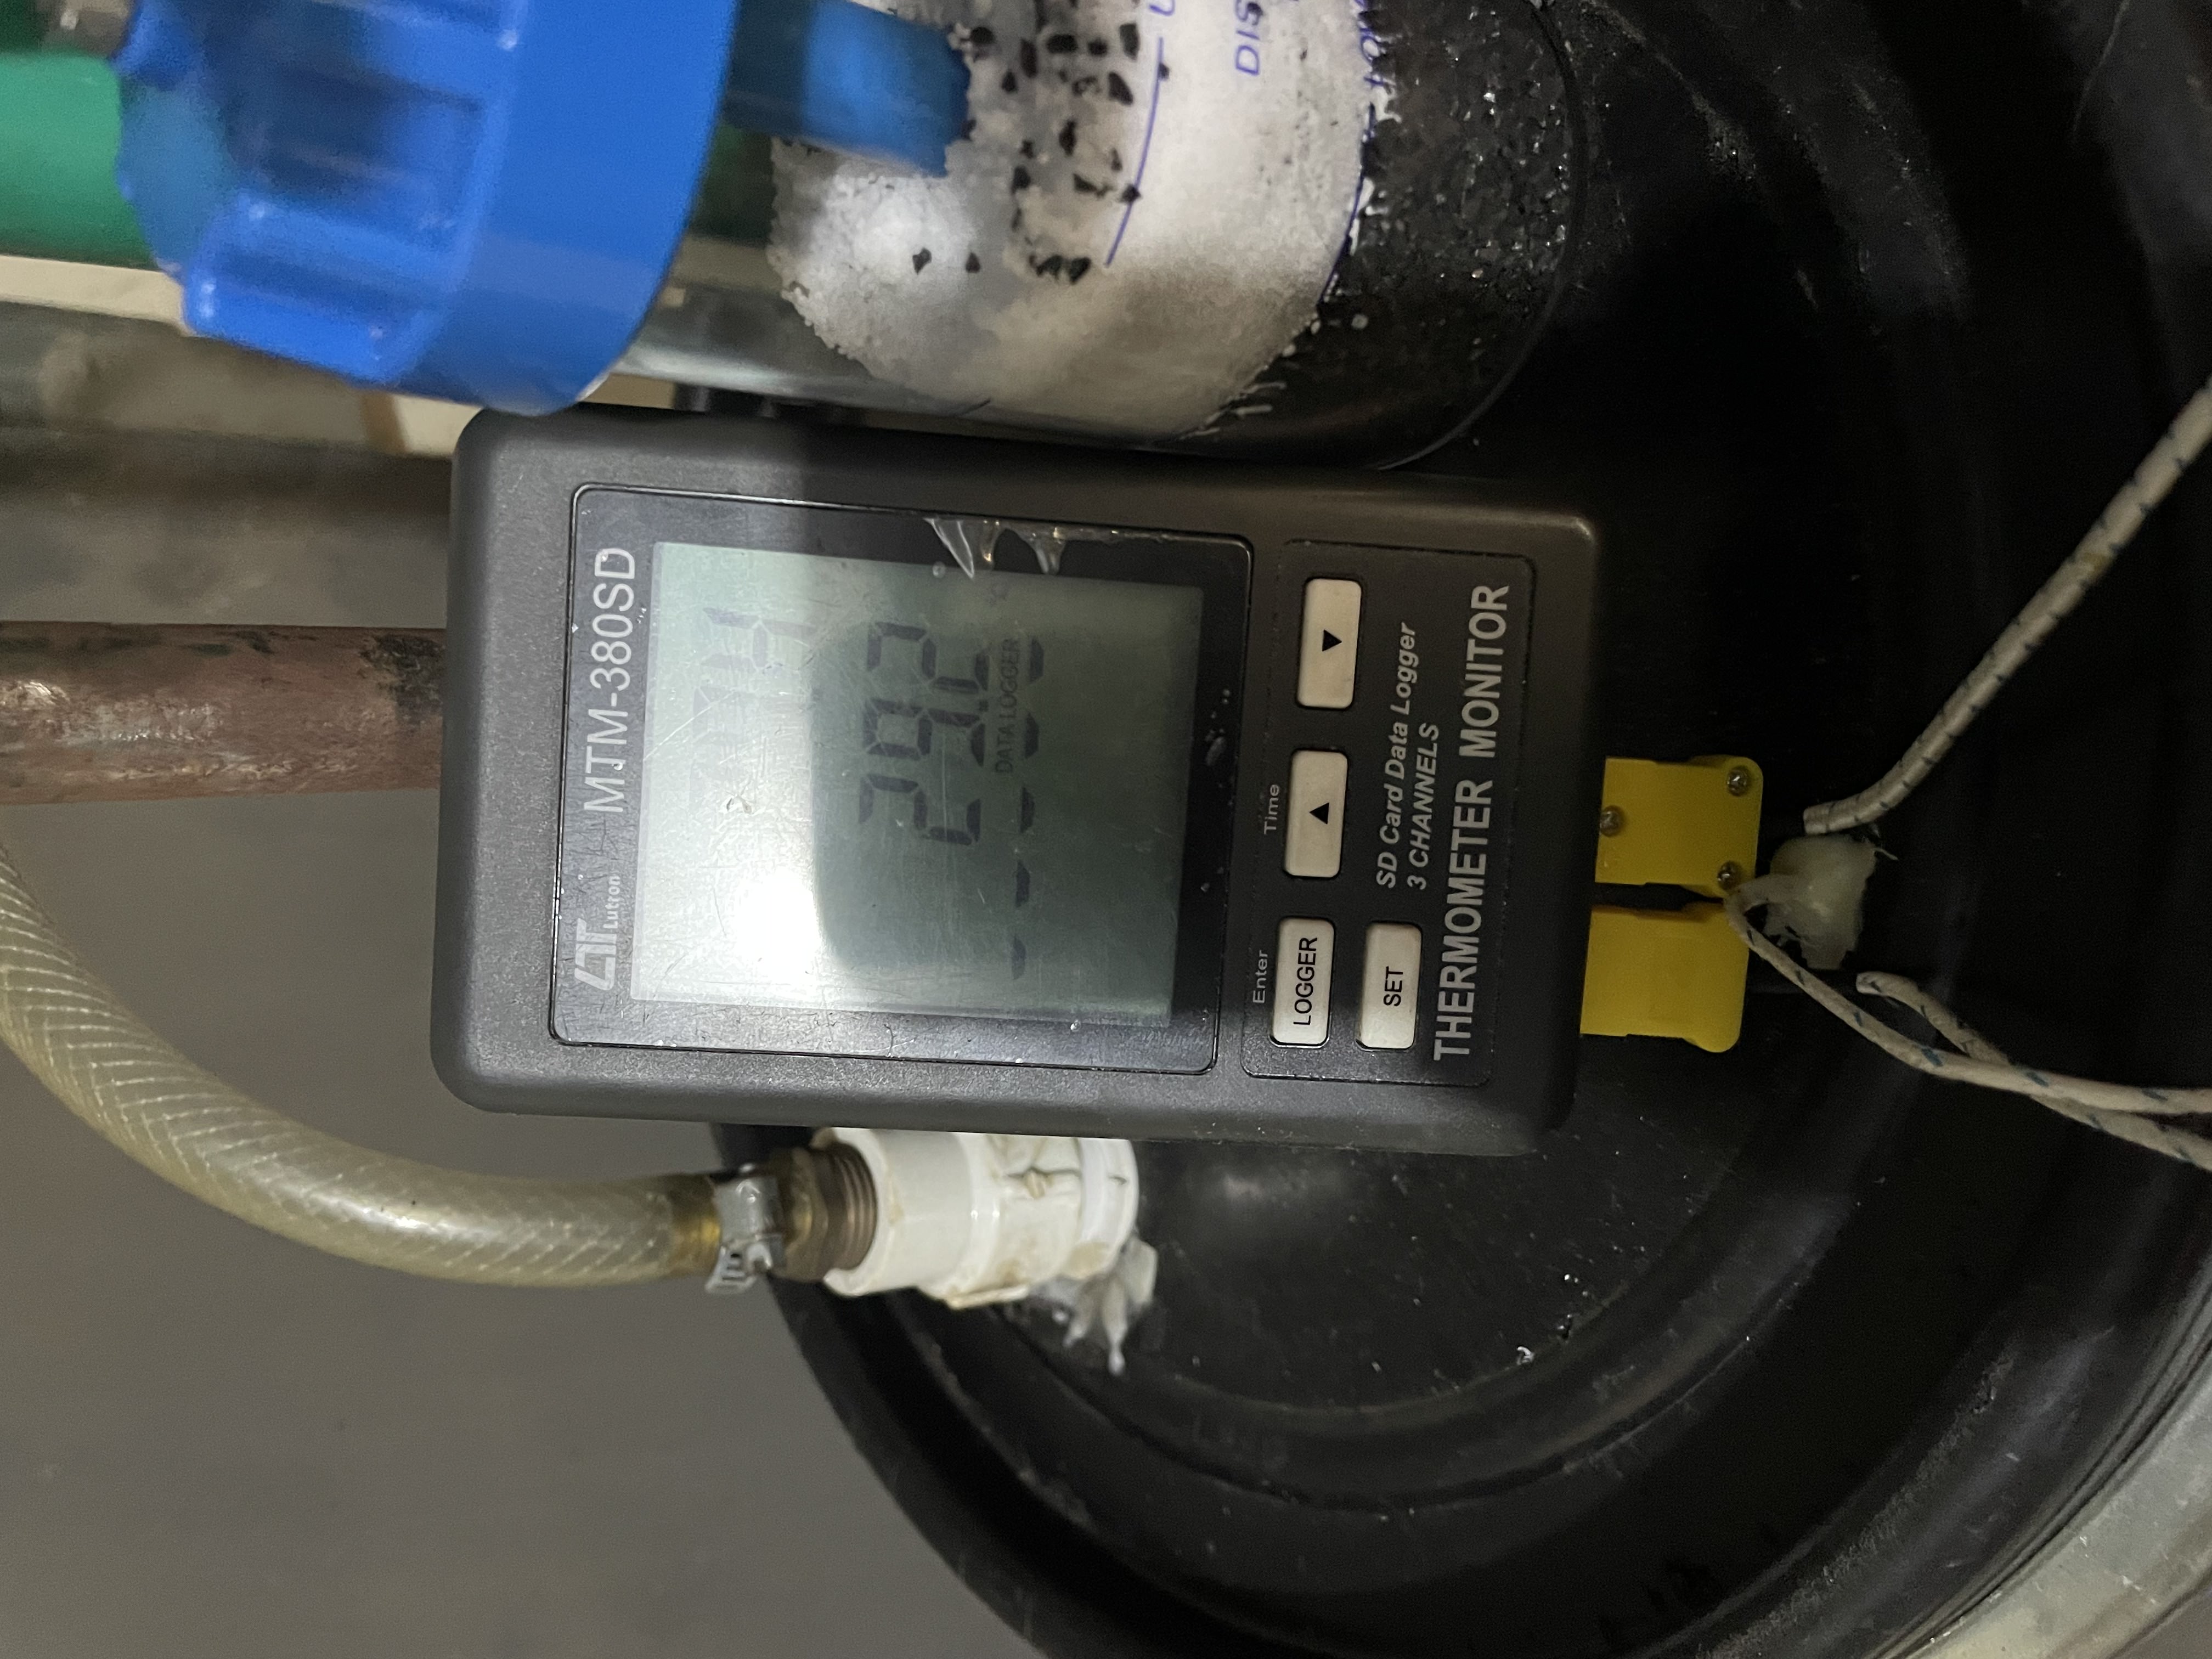 Lutron MTM-380SD
29.2
DATA LOGGER
Enter
Time
LOGGER
▲
▼
SET
SD Card Data Logger
3 CHANNELS
THERMOMETER MONITOR